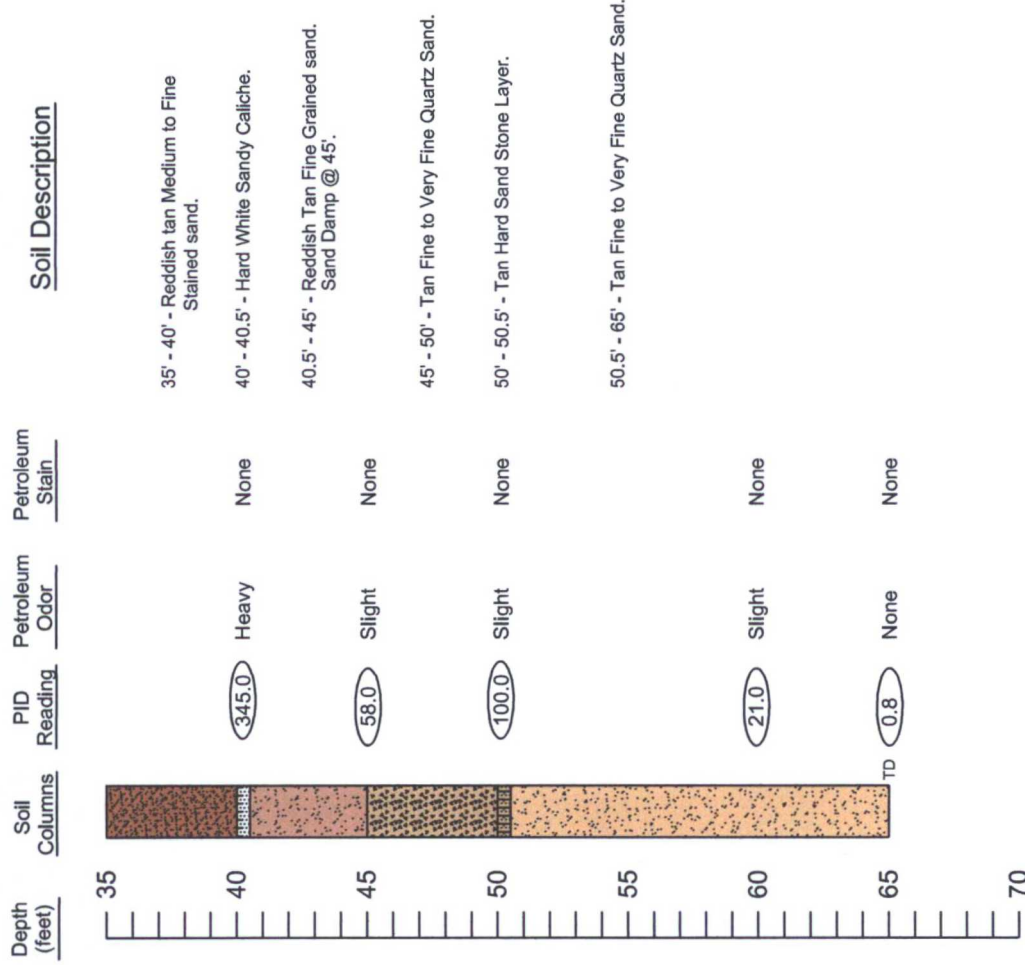 Depth
(feet)
Soil
Columns
PID
Reading
Petroleum
Odor
Petroleum
Stain
Soil Description
35
40
45
50
55
60
65
70
TD
345.0 Heavy None
58.0 Slight None
100.0 Slight None
21.0 Slight None
0.8 None None
35' - 40' - Reddish tan Medium to Fine
Stained sand.
40' - 40.5' - Hard White Sandy Caliche.
40.5' - 45' - Reddish Tan Fine Grained sand.
Sand Damp @ 45'.
45' - 50' - Tan Fine to Very Fine Quartz Sand.
50' - 50.5' - Tan Hard Sand Stone Layer.
50.5' - 65' - Tan Fine to Very Fine Quartz Sand.